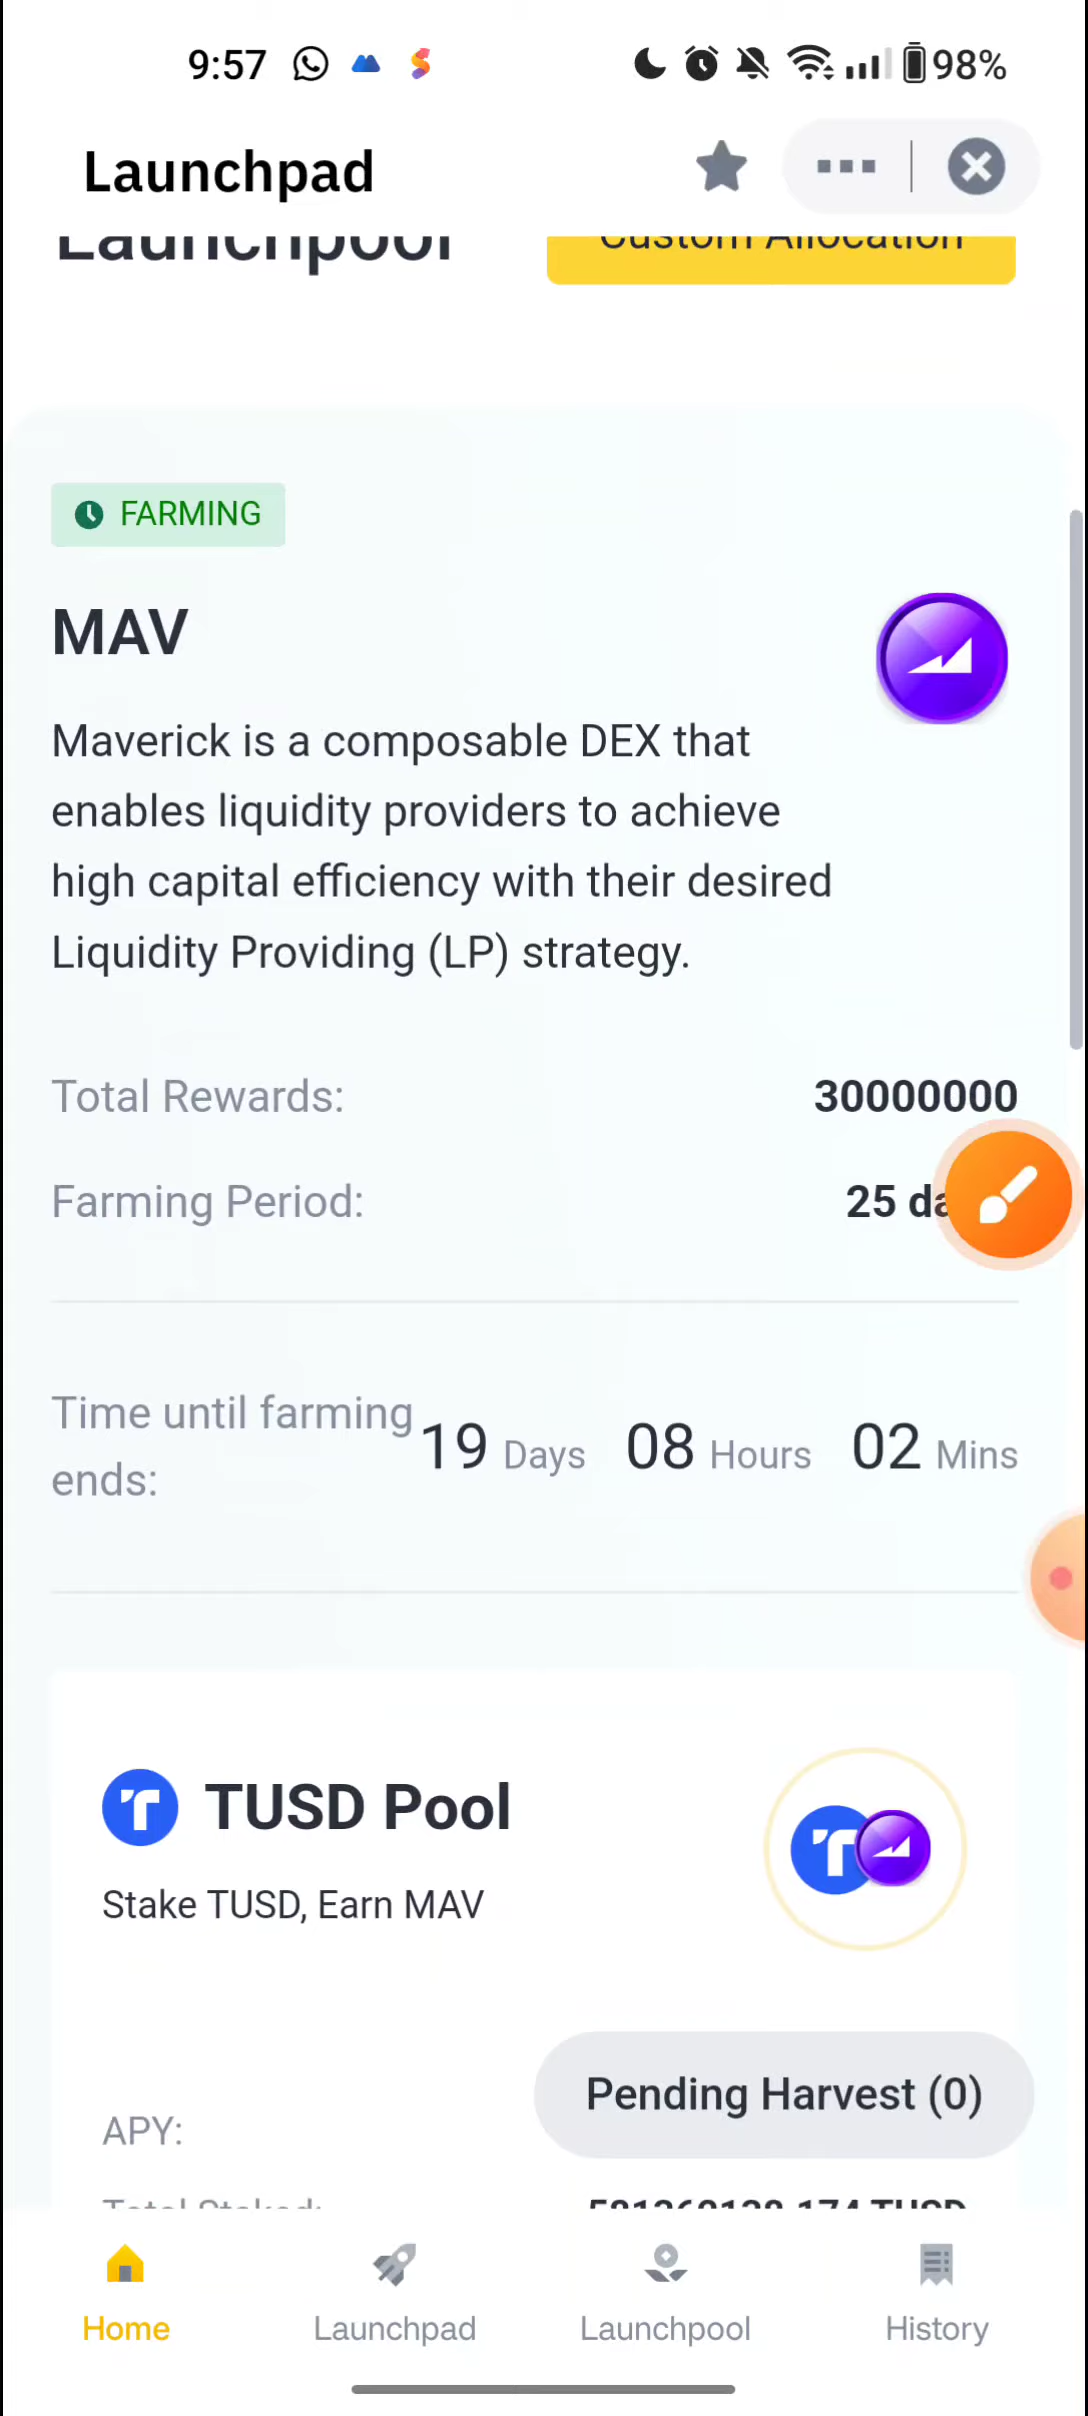 9:57
98%
Launchpad
Launchpool
Custom Allocation
FARMING
MAV
Maverick is a composable DEX that
enables liquidity providers to achieve
high capital efficiency with their desired
Liquidity Providing (LP) strategy.
Total Rewards: 30000000
Farming Period: 25 da
Time until farming
ends:
19 Days 08 Hours 02 Mins
TUSD Pool
Stake TUSD, Earn MAV
Pending Harvest (0)
APY:
Total Staked: TUSD
Home Launchpad Launchpool History